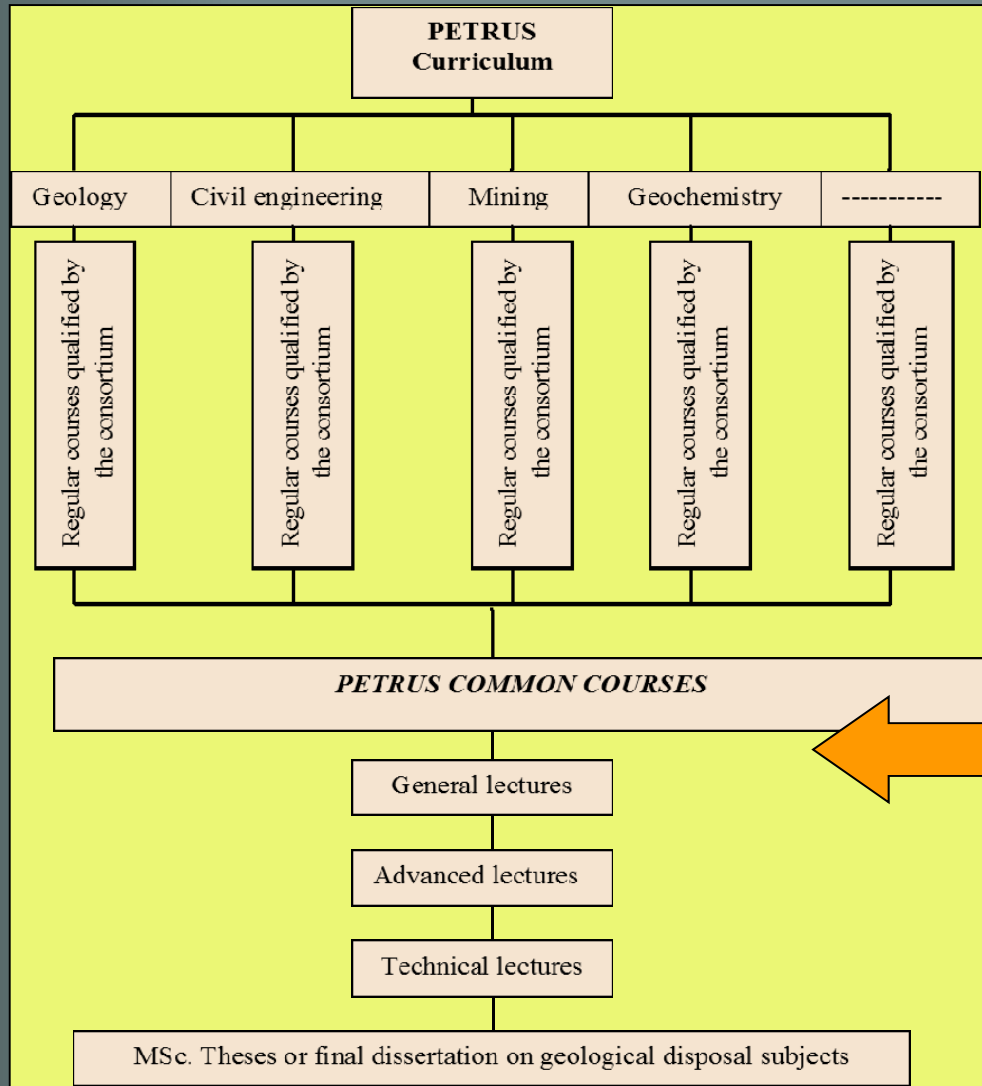 PETRUS
Curriculum
Geology
Civil engineering
Mining
Geochemistry
-----------
Regular courses qualified by
the consortium
Regular courses qualified by
the consortium
Regular courses qualified by
the consortium
Regular courses qualified by
the consortium
Regular courses qualified by
the consortium
PETRUS COMMON COURSES
General lectures
Advanced lectures
Technical lectures
MSc. Theses or final dissertation on geological disposal subjects